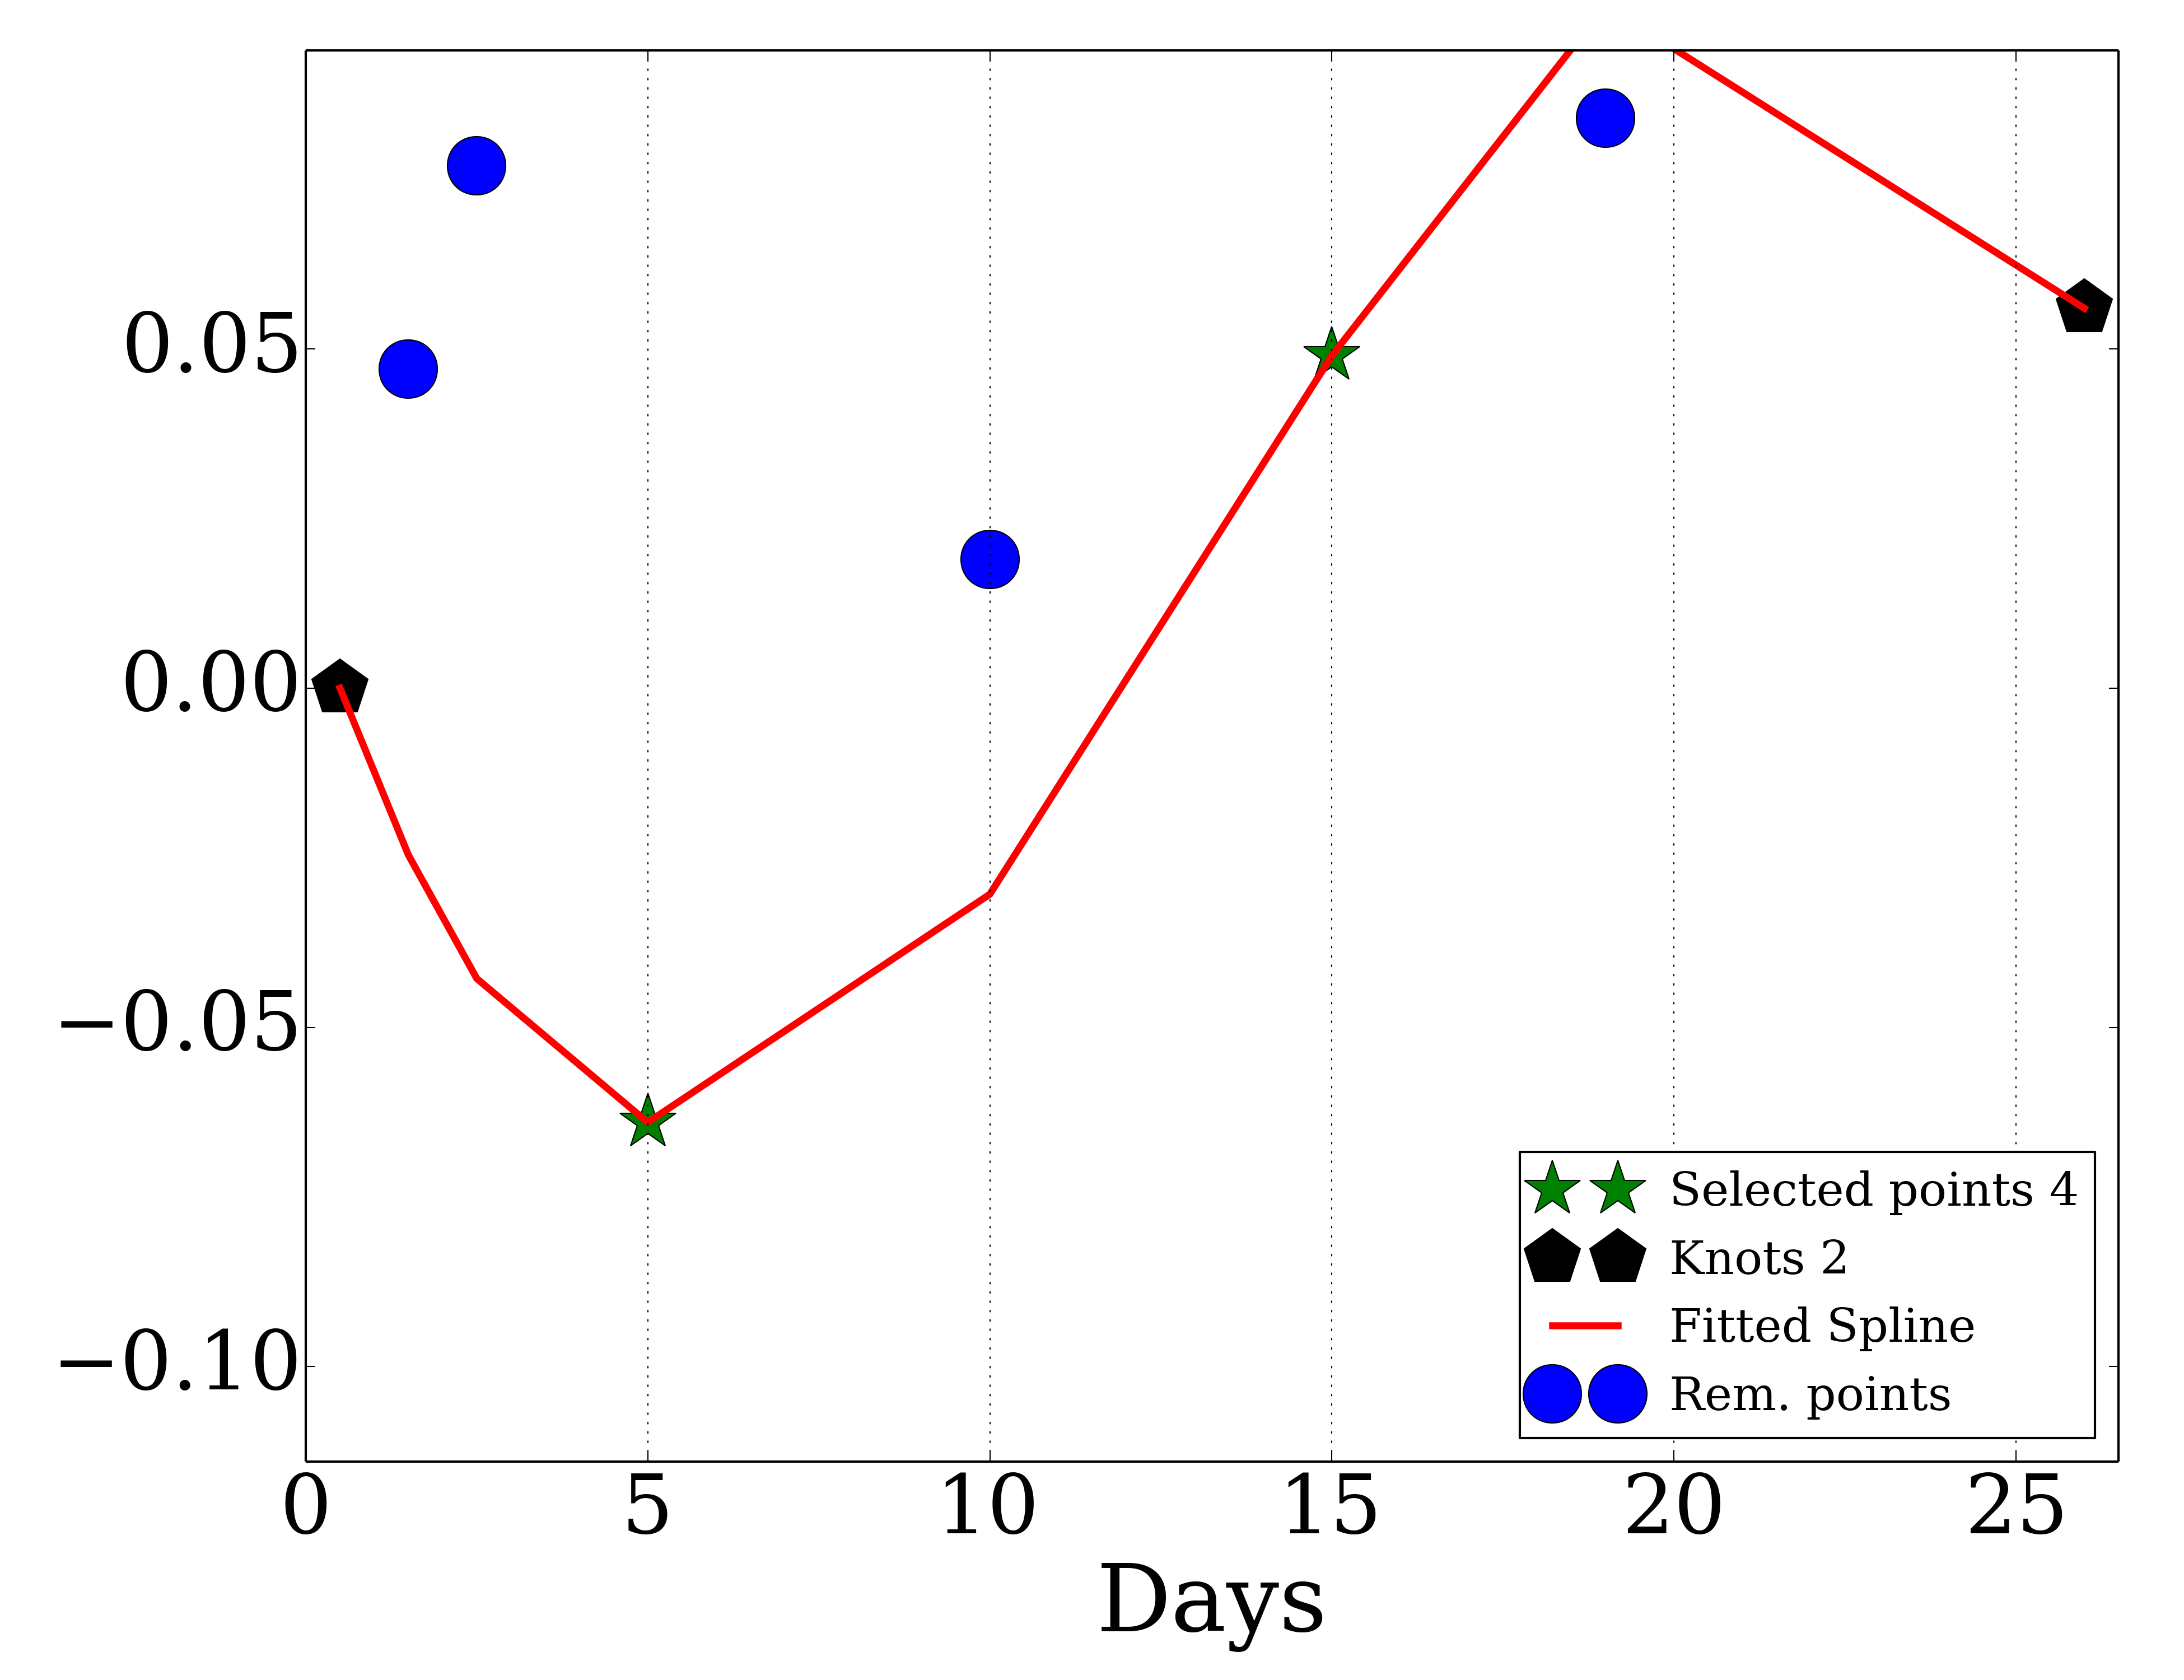 0.05
0.00
−0.05
−0.10
0 5 10 15 20 25
Days
Selected points 4
Knots 2
Fitted Spline
Rem. points